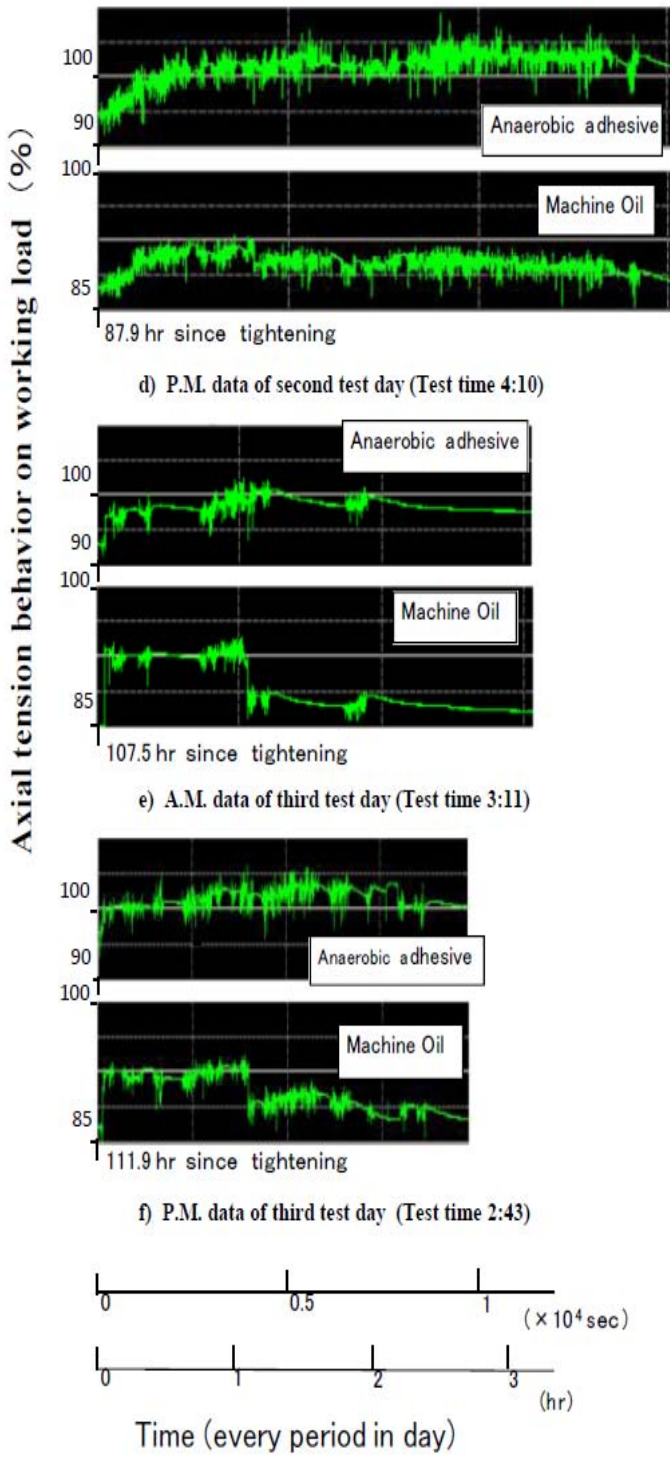 Axial tension behavior on working load (%)
100
Anaerobic adhesive
90
100
Machine Oil
85
87.9 hr since tightening
d) P.M. data of second test day (Test time 4:10)
Anaerobic adhesive
100
90
100
Machine Oil
85
107.5 hr since tightening
e) A.M. data of third test day (Test time 3:11)
100
Anaerobic adhesive
90
100
Machine Oil
85
111.9 hr since tightening
f) P.M. data of third test day (Test time 2:43)
0 0.5 1
(×10⁴ sec)
0 1 2 3
(hr)
Time (every period in day)